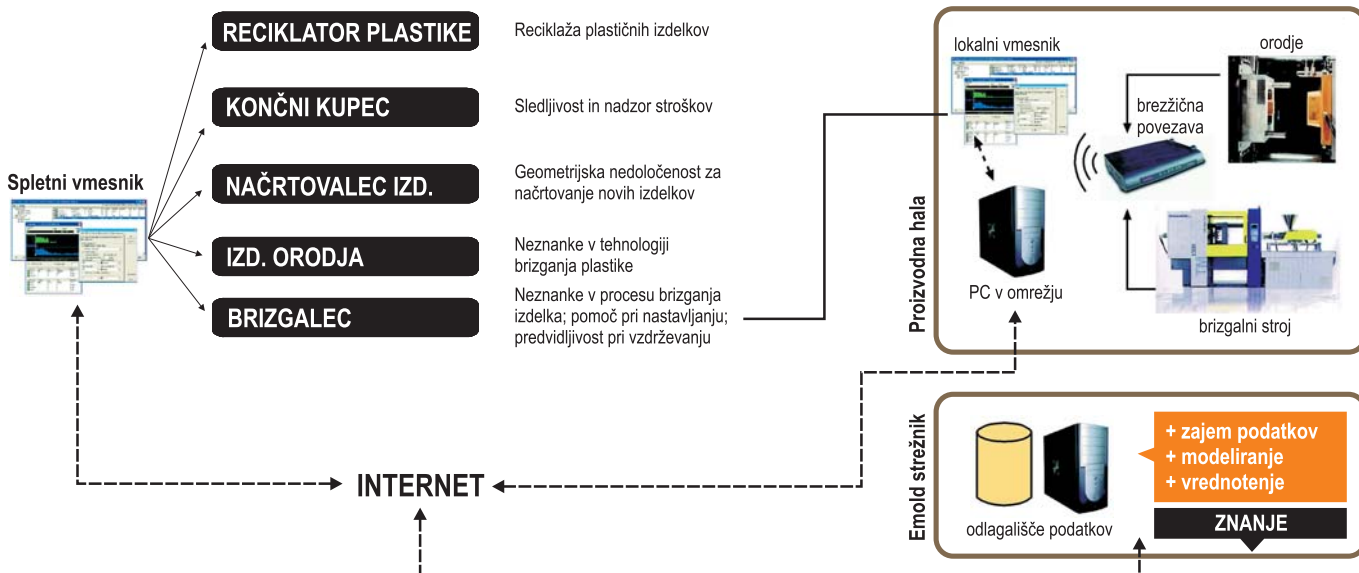 RECIKLATOR PLASTIKE
Reciklaža plastičnih izdelkov
KONČNI KUPEC
Sledljivost in nadzor stroškov
Spletni vmesnik
NAČRTOVALEC IZD.
Geometrijska nedoločenost za
načrtovanje novih izdelkov
IZD. ORODJA
Neznanke v tehnologiji
brizganja plastike
BRIZGALEC
Neznanke v procesu brizganja
izdelka; pomoč pri nastavljanju;
predvidljivost pri vzdrževanju
Proizvodna hala
lokalni vmesnik
orodje
brezžična
povezava
PC v omrežju
brizgalni stroj
INTERNET
Emold strežnik
odlagališče podatkov
+ zajem podatkov
+ modeliranje
+ vrednotenje
ZNANJE